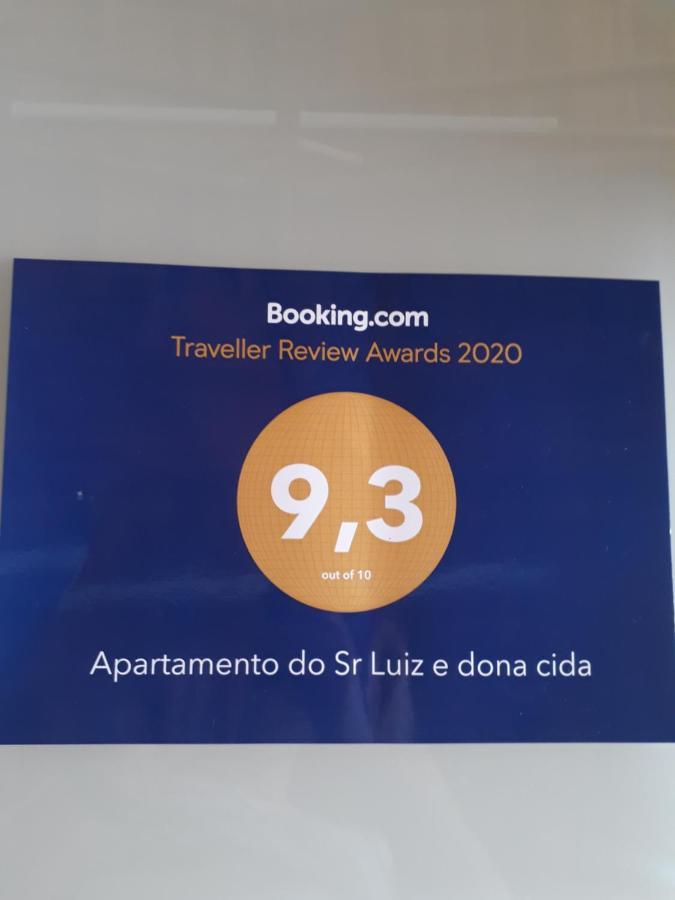 Booking.com
Traveller Review Awards 2020
9,3
out of 10
Apartamento do Sr Luiz e dona cida